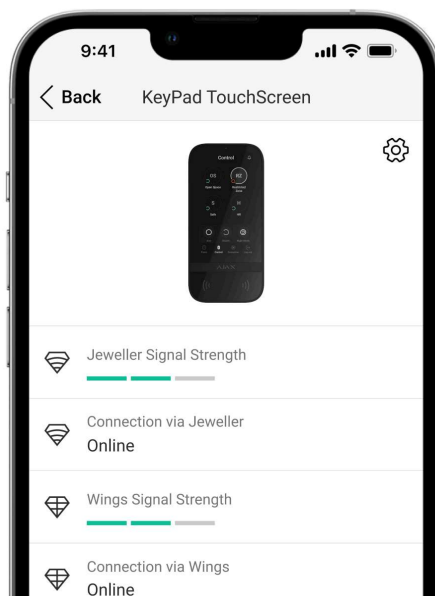 9:41
Back KeyPad TouchScreen
Control
AJAX
Jeweller Signal Strength
Connection via Jeweller
Online
Wings Signal Strength
Connection via Wings
Online